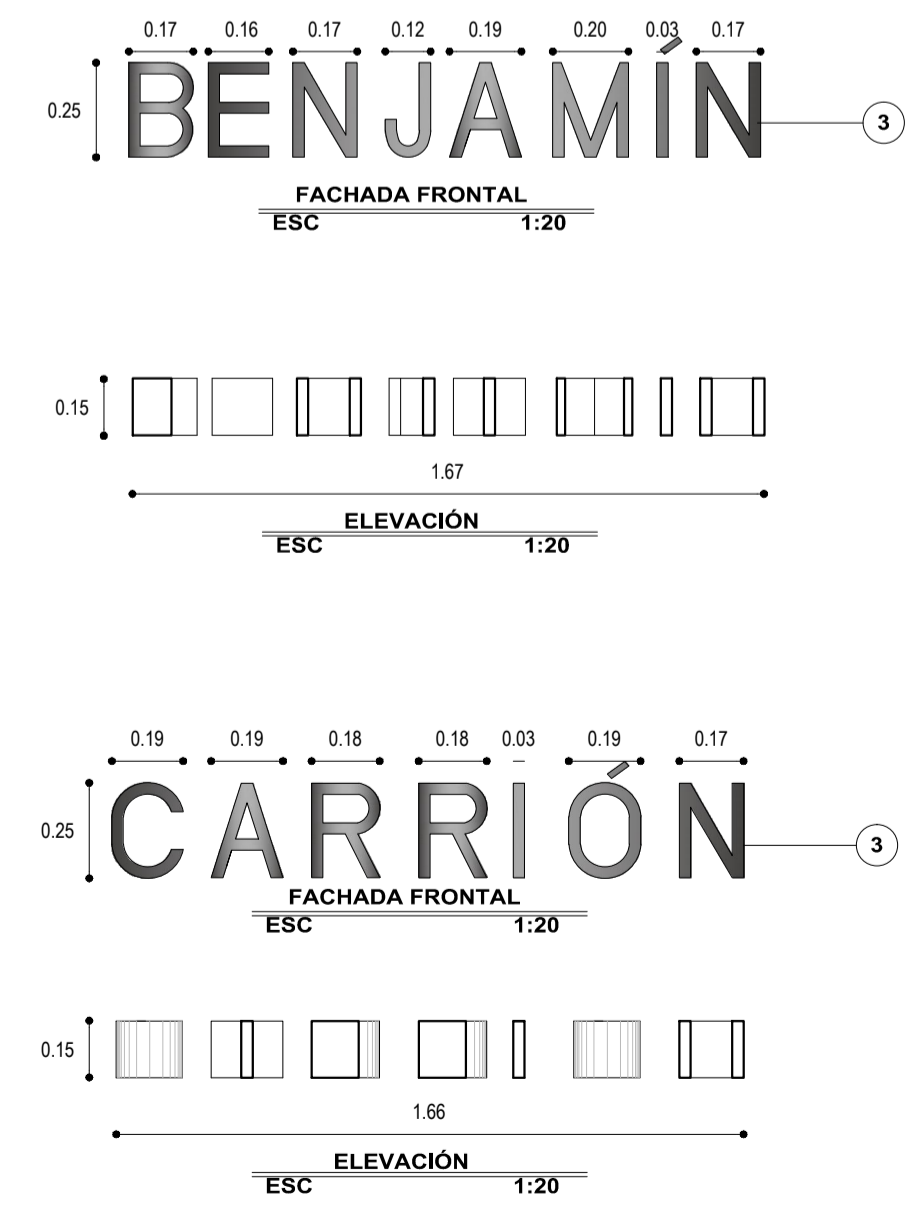 0.17 0.16 0.17 0.12 0.19 0.20 0.03 0.17
0.25
BENJAMÍN
3
FACHADA FRONTAL
ESC 1:20
0.15
1.67
ELEVACIÓN
ESC 1:20
0.19 0.19 0.18 0.18 0.03 0.19 0.17
0.25
CARRIÓN
3
FACHADA FRONTAL
ESC 1:20
0.15
1.66
ELEVACIÓN
ESC 1:20